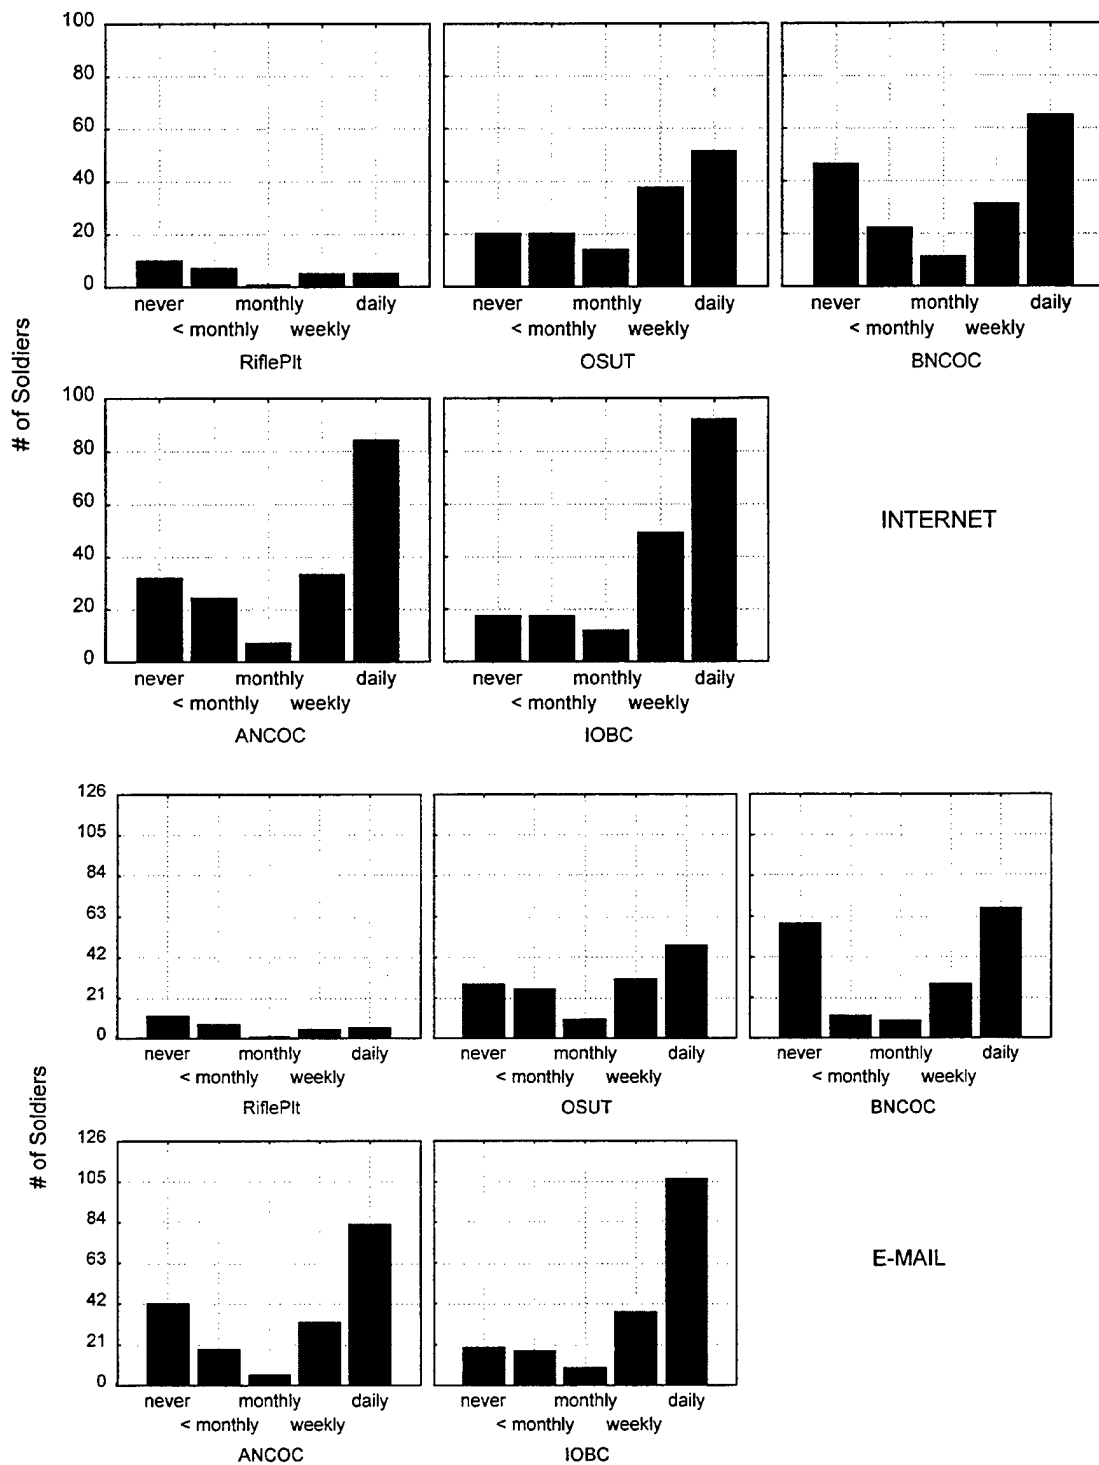 100
80
60
40
20
0
never monthly daily
< monthly weekly
RiflePlt
never monthly daily
< monthly weekly
OSUT
never monthly daily
< monthly weekly
BNCOC
# of Soldiers
100
80
60
40
20
0
never monthly daily
< monthly weekly
ANCOC
never monthly daily
< monthly weekly
IOBC
INTERNET
126
105
84
63
42
21
0
never monthly daily
< monthly weekly
RiflePlt
never monthly daily
< monthly weekly
OSUT
never monthly daily
< monthly weekly
BNCOC
# of Soldiers
126
105
84
63
42
21
0
never monthly daily
< monthly weekly
ANCOC
never monthly daily
< monthly weekly
IOBC
E-MAIL